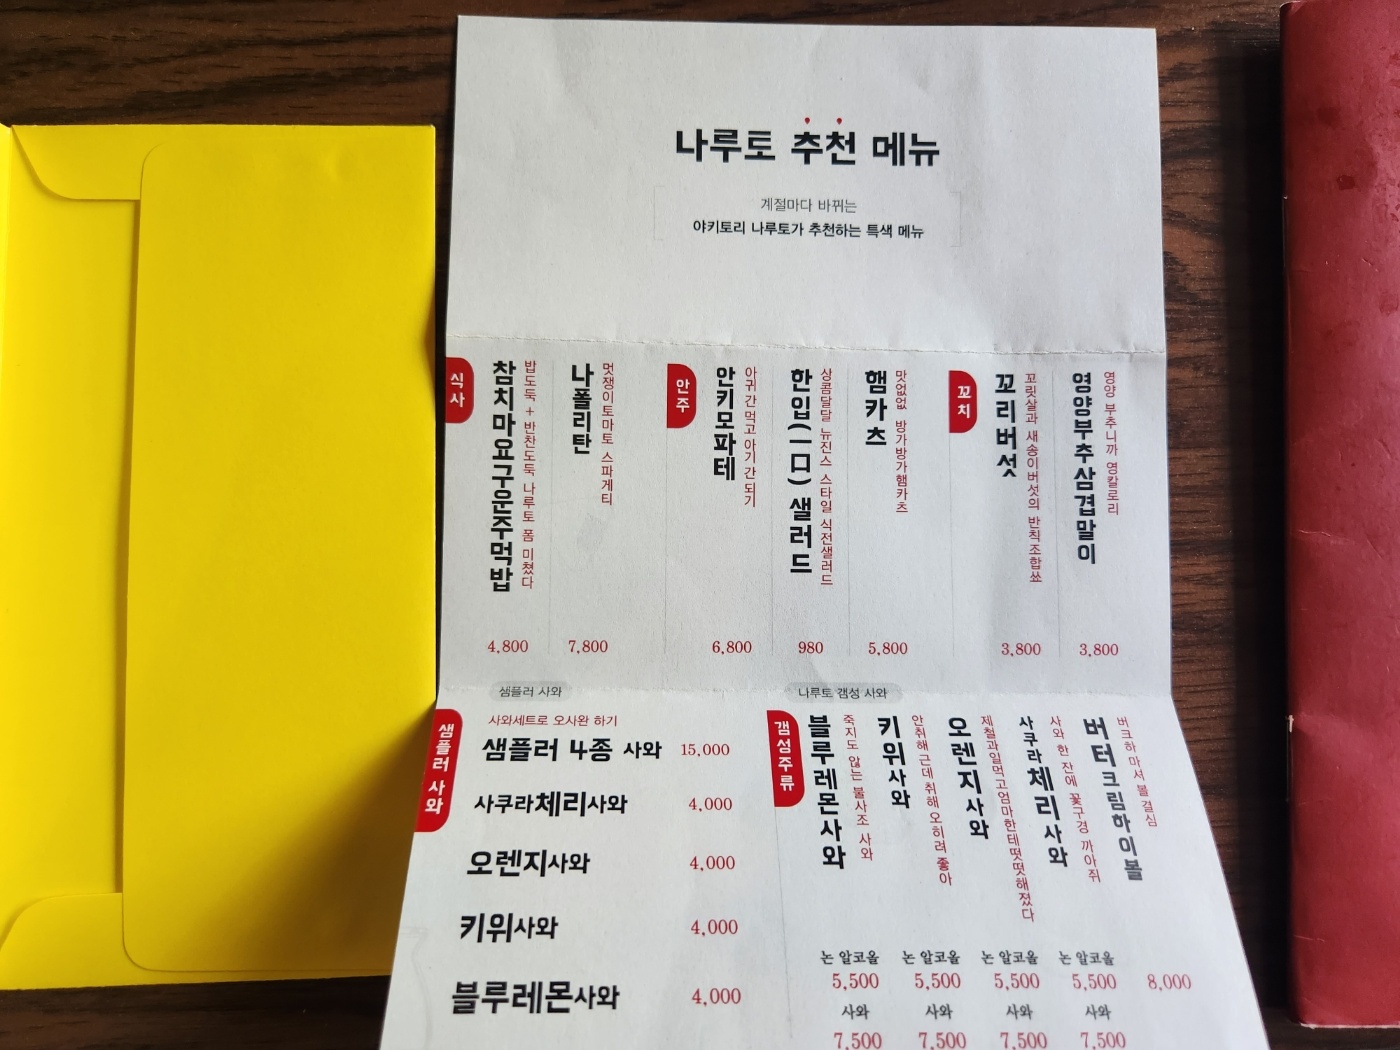 나루토 추천 메뉴
계절마다 바뀌는
야키토리 나루토가 추천하는 특색 메뉴
식사
참치마요구운주먹밥
밥도둑 + 반찬도둑 나루토 폼 미쳤다
4,800
나폴리탄
멋쟁이토마토 스파게티
7,800
안주
안키모파테
아귀 간 먹고 아기 간 되기
6,800
한입(一口) 샐러드
상콤달달 뉴진스 스타일 식전샐러드
980
햄카츠
맛없없 방가방가햄카츠
5,800
꼬치
꼬리버섯
꼬릿살과 새송이버섯의 반칙조합쓰
3,800
영양부추삼겹말이
영양 부추니까 영칼로리
3,800
샘플러 사와
샘플러 사와
사와세트로 오사완 하기
샘플러 4종 사와 15,000
사쿠라체리사와 4,000
오렌지사와 4,000
키위사와 4,000
블루레몬사와 4,000
나루토 갬성 사와
갬성주류
블루레몬사와
죽지도 않는 불사조 사와
논 알코올
5,500
사와
7,500
키위사와
안취해 근데 취해 오히려 좋아
논 알코올
5,500
사와
7,500
오렌지사와
제철과일먹고엄마한테떳떳해졌다
논 알코올
5,500
사와
7,500
사쿠라체리사와
사와 한 잔에 꽃구경 까아쥐
논 알코올
5,500
사와
7,500
버터크림하이볼
버크하 마셔 볼 결심
8,000